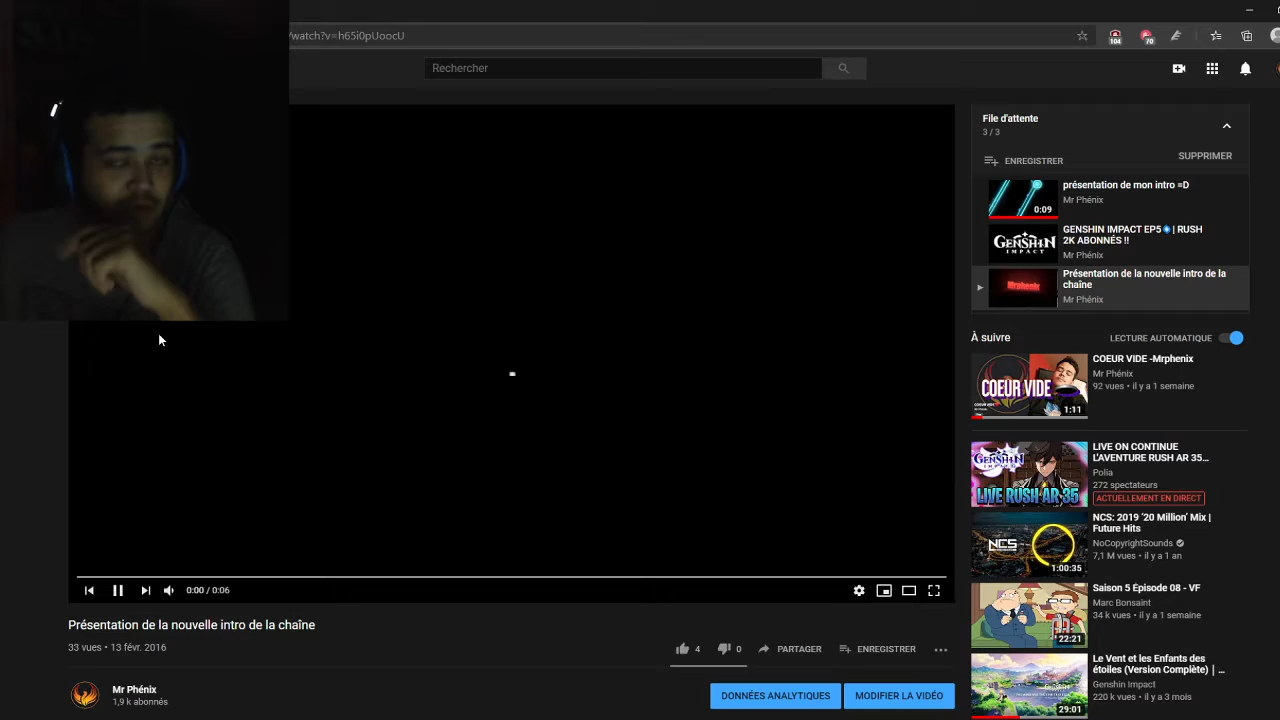 /watch?v=h65i0pUoocU
104
70
Rechercher
File d'attente
3 / 3
ENREGISTRER
SUPPRIMER
présentation de mon intro =D
Mr Phénix
0:09
GENSHIN IMPACT EP5 | RUSH
2K ABONNÉS !!
Mr Phénix
GENSHIN
IMPACT
Présentation de la nouvelle intro de la
chaîne
Mr Phénix
Mrphenix
À suivre
LECTURE AUTOMATIQUE
COEUR VIDE -Mrphenix
Mr Phénix
92 vues • il y a 1 semaine
COEUR VIDE
1:11
LIVE ON CONTINUE
L'AVENTURE RUSH AR 35...
Polia
272 spectateurs
ACTUELLEMENT EN DIRECT
GENSHIN
LIVE RUSH AR 35
NCS: 2019 '20 Million' Mix |
Future Hits
NoCopyrightSounds
7,1 M vues • il y a 1 an
NCS
1:00:35
Saison 5 Épisode 08 - VF
Marc Bonsaint
34 k vues • il y a 1 semaine
22:21
Le Vent et les Enfants des
étoiles (Version Complète) | ...
Genshin Impact
220 k vues • il y a 3 mois
29:01
0:00 / 0:06
Présentation de la nouvelle intro de la chaîne
33 vues • 13 févr. 2016
4
0
PARTAGER
ENREGISTRER
Mr Phénix
1,9 k abonnés
DONNÉES ANALYTIQUES
MODIFIER LA VIDÉO